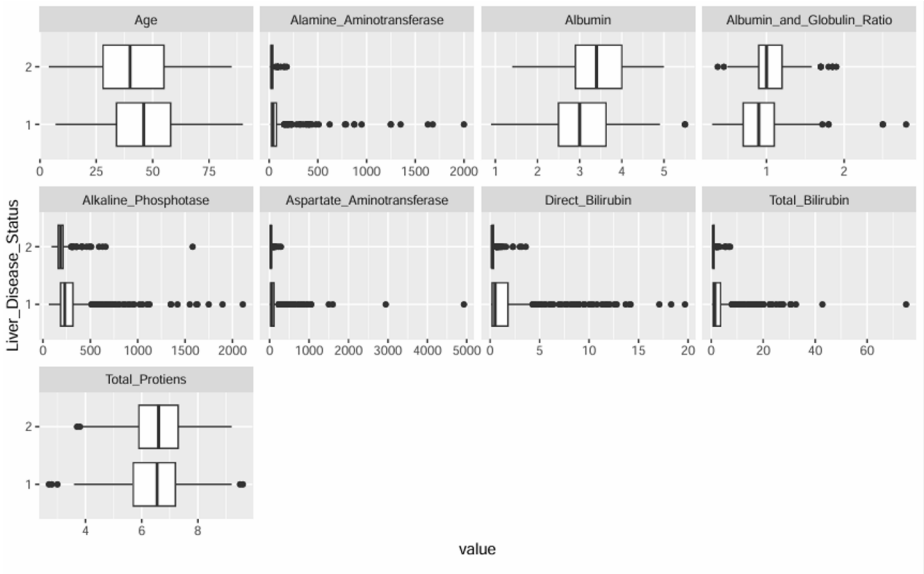 Age Alamine_Aminotransferase Albumin Albumin_and_Globulin_Ratio
2
1
0 25 50 75 0 500 1000 1500 2000 1 2 3 4 5 1 2
Alkaline_Phosphotase Aspartate_Aminotransferase Direct_Bilirubin Total_Bilirubin
Liver_Disease_Status
2
1
0 500 1000 1500 2000 0 1000 2000 3000 4000 5000 0 5 10 15 20 0 20 40 60
Total_Protiens
2
1
4 6 8
value